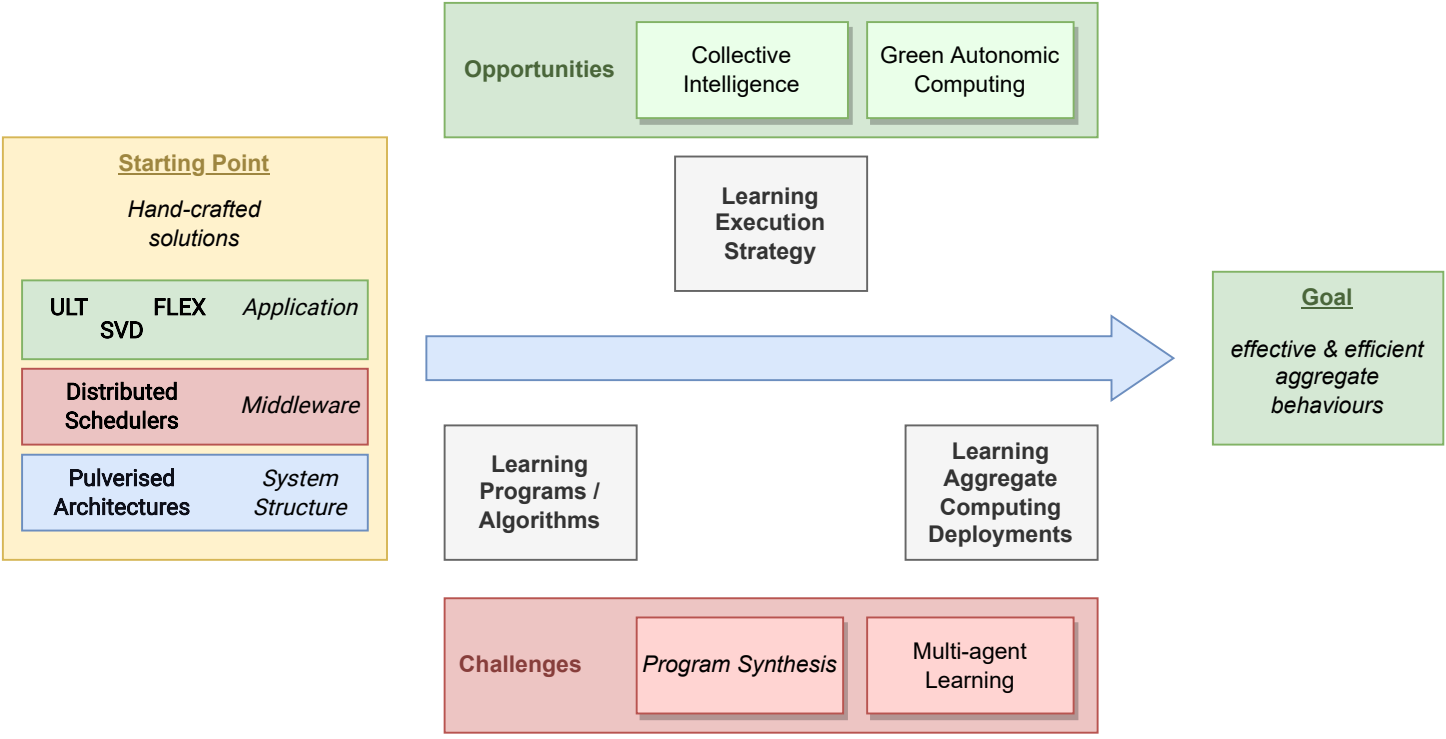 Opportunities
Collective
Intelligence
Green Autonomic
Computing
Starting Point
Hand-crafted
solutions
ULT FLEX
SVD
Application
Distributed
Schedulers
Middleware
Pulverised
Architectures
System
Structure
Learning
Execution
Strategy
Learning
Programs /
Algorithms
Learning
Aggregate
Computing
Deployments
Goal
effective & efficient
aggregate
behaviours
Challenges
Program Synthesis
Multi-agent
Learning